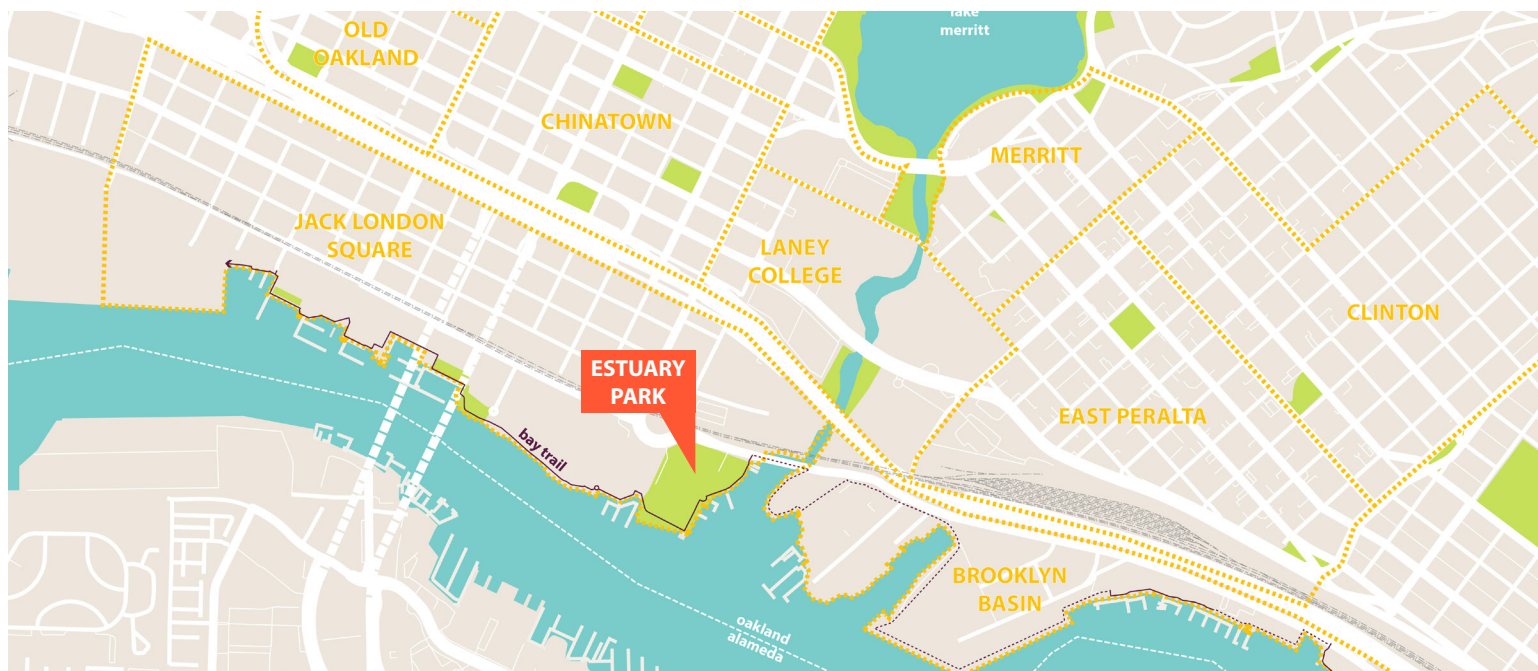 lake
merritt
OLD
OAKLAND
CHINATOWN
MERRITT
JACK LONDON
SQUARE
LANEY
COLLEGE
CLINTON
ESTUARY
PARK
EAST PERALTA
bay trail
BROOKLYN
BASIN
oakland
alameda